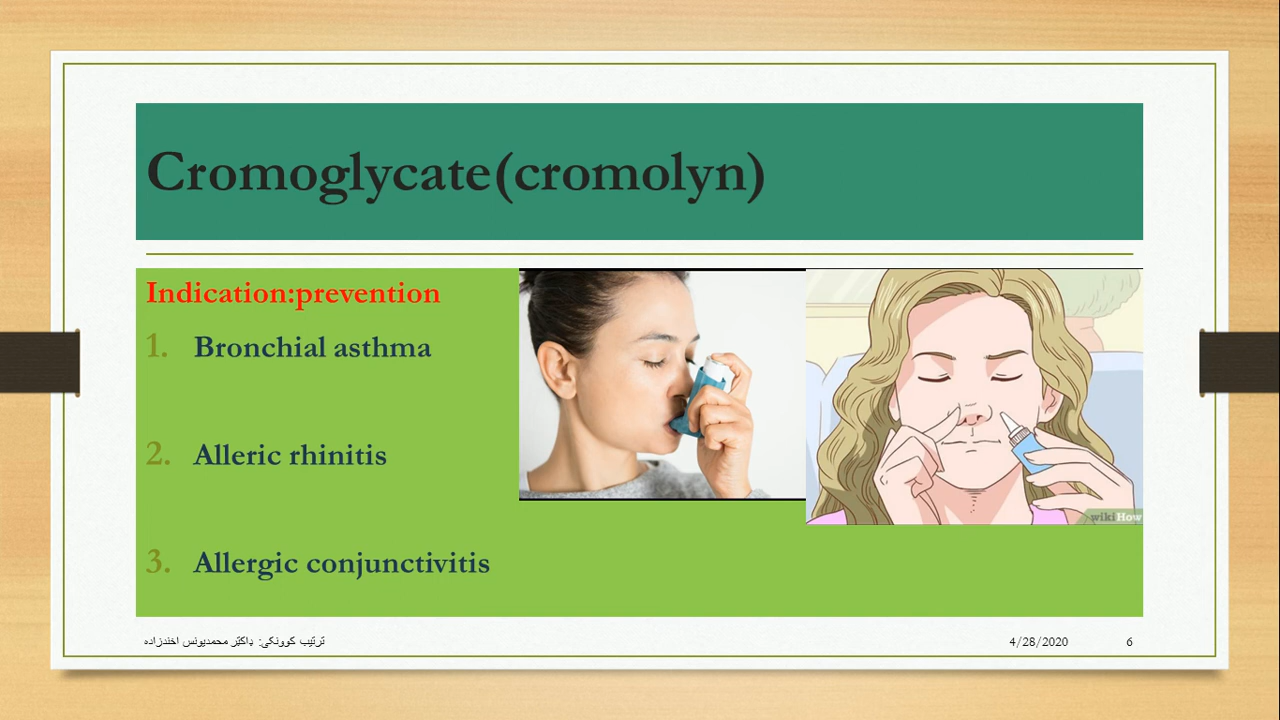 Cromoglycate(cromolyn)
Indication:prevention
1. Bronchial asthma
2. Alleric rhinitis
3. Allergic conjunctivitis
wikiHow
ترتیب کوونکی: ډاکټر محمدیونس اخندزاده
4/28/2020
6